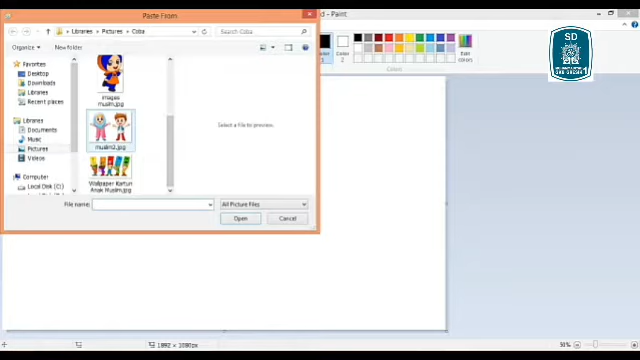 d - Paint
Paste From
Libraries
Pictures
Coba
Search Coba
Organize
New folder
Favorites
Desktop
Downloads
Libraries
Recent places
Libraries
Documents
Music
Pictures
Videos
Computer
Local Disk (C:)
images
muslim.jpg
muslim2.jpg
Wallpaper Kartun
Anak Muslim.jpg
Select a file to preview.
File name:
All Picture Files
Open
Cancel
Color
1
Color
2
Edit
colors
Colors
SD
1892 × 1080px
50%